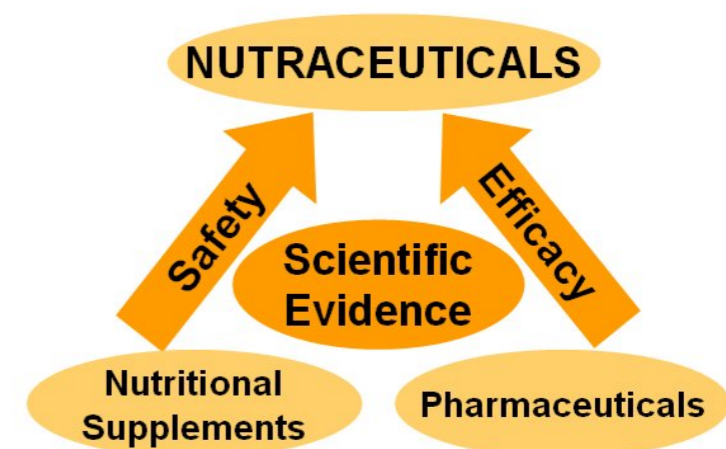 NUTRACEUTICALS
Safety
Efficacy
Scientific
Evidence
Nutritional
Supplements
Pharmaceuticals